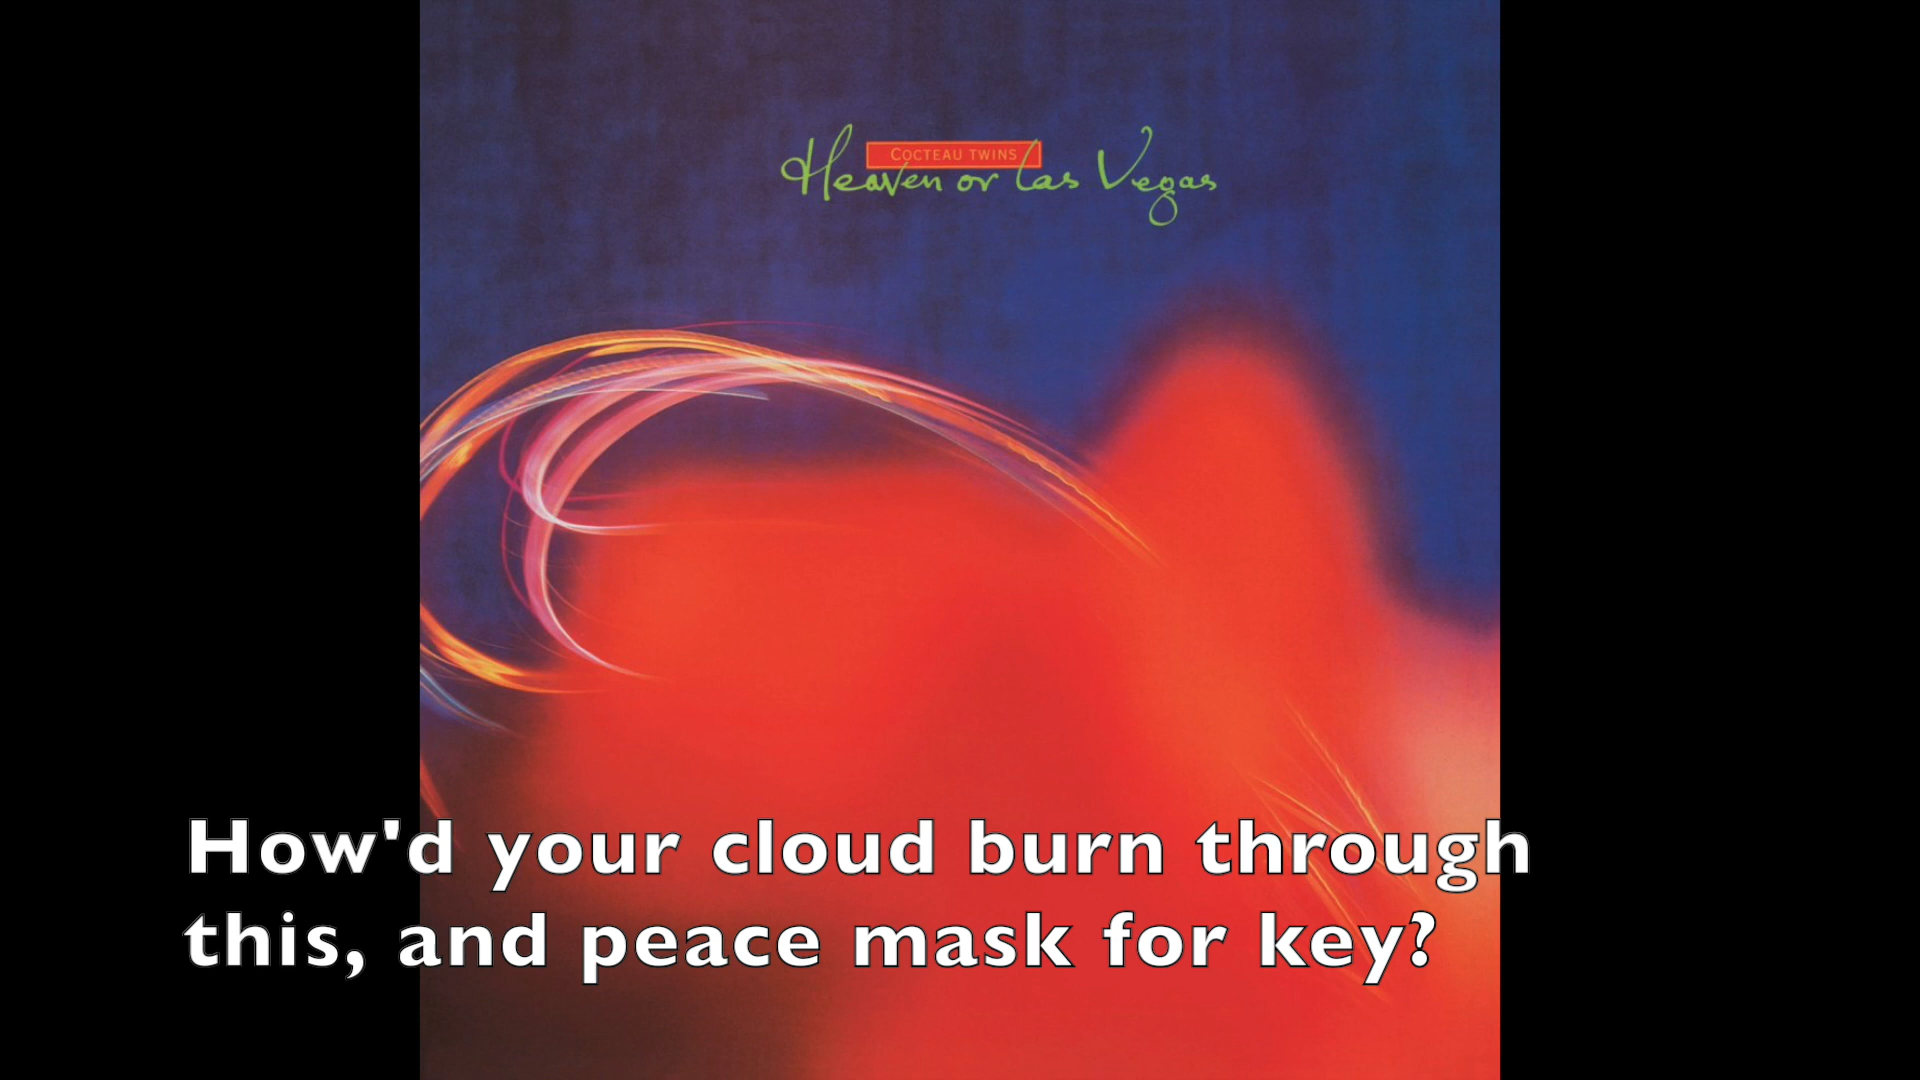 COCTEAU TWINS
Heaven or Las Vegas
How'd your cloud burn through
this, and peace mask for key?